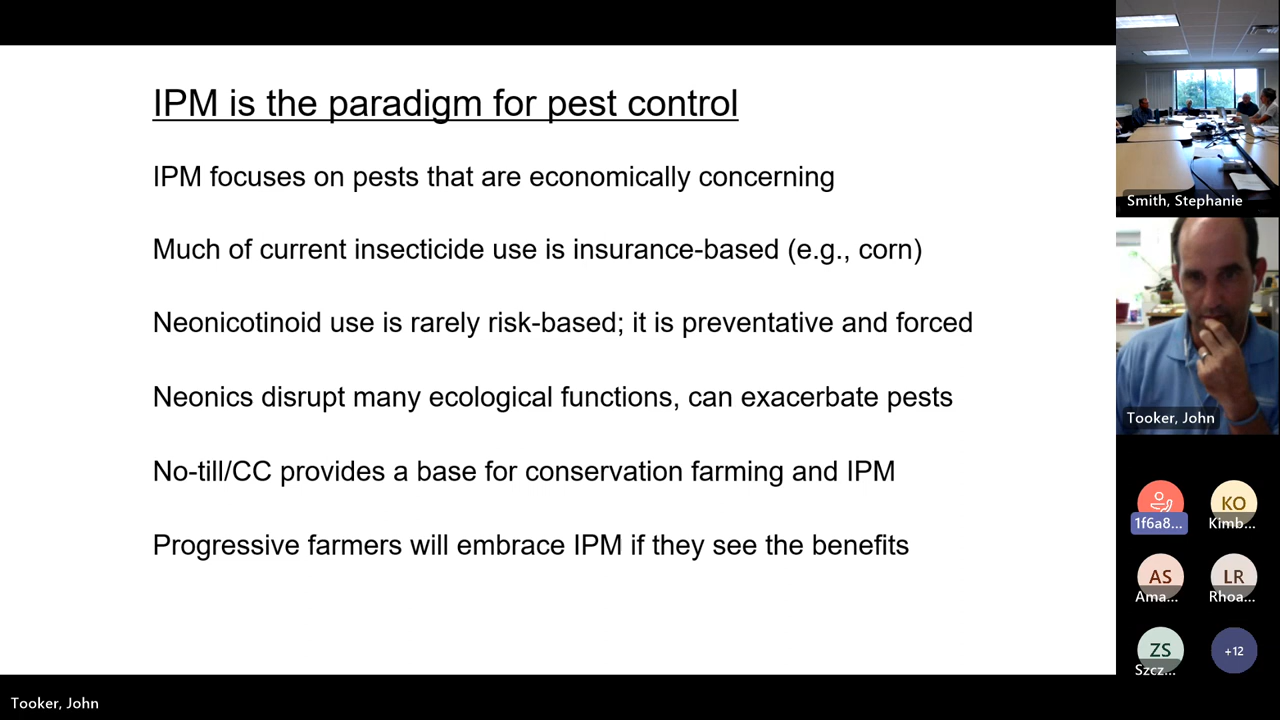 IPM is the paradigm for pest control
IPM focuses on pests that are economically concerning
Much of current insecticide use is insurance-based (e.g., corn)
Neonicotinoid use is rarely risk-based; it is preventative and forced
Neonics disrupt many ecological functions, can exacerbate pests
No-till/CC provides a base for conservation farming and IPM
Progressive farmers will embrace IPM if they see the benefits
Smith, Stephanie
Tooker, John
1f6a8...
KO
Kimb...
AS
Ama...
LR
Rhoa...
ZS
Szcz...
+12
Tooker, John